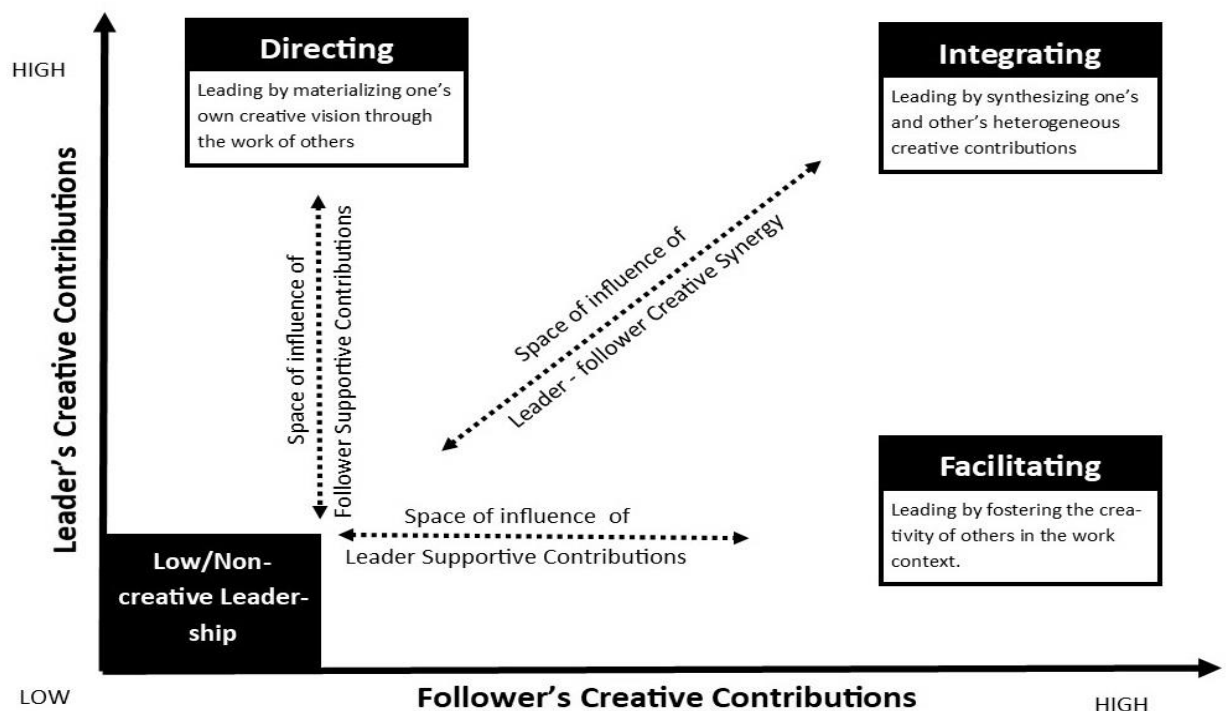 HIGH
Leader's Creative Contributions
Directing
Leading by materializing one's
own creative vision through
the work of others
Integrating
Leading by synthesizing one's
and other's heterogeneous
creative contributions
Space of influence of
Follower Supportive Contributions
Space of influence of
Leader - follower Creative Synergy
Facilitating
Leading by fostering the crea-
tivity of others in the work
context.
Space of influence of
Leader Supportive Contributions
Low/Non-
creative Leader-
ship
LOW
Follower's Creative Contributions
HIGH